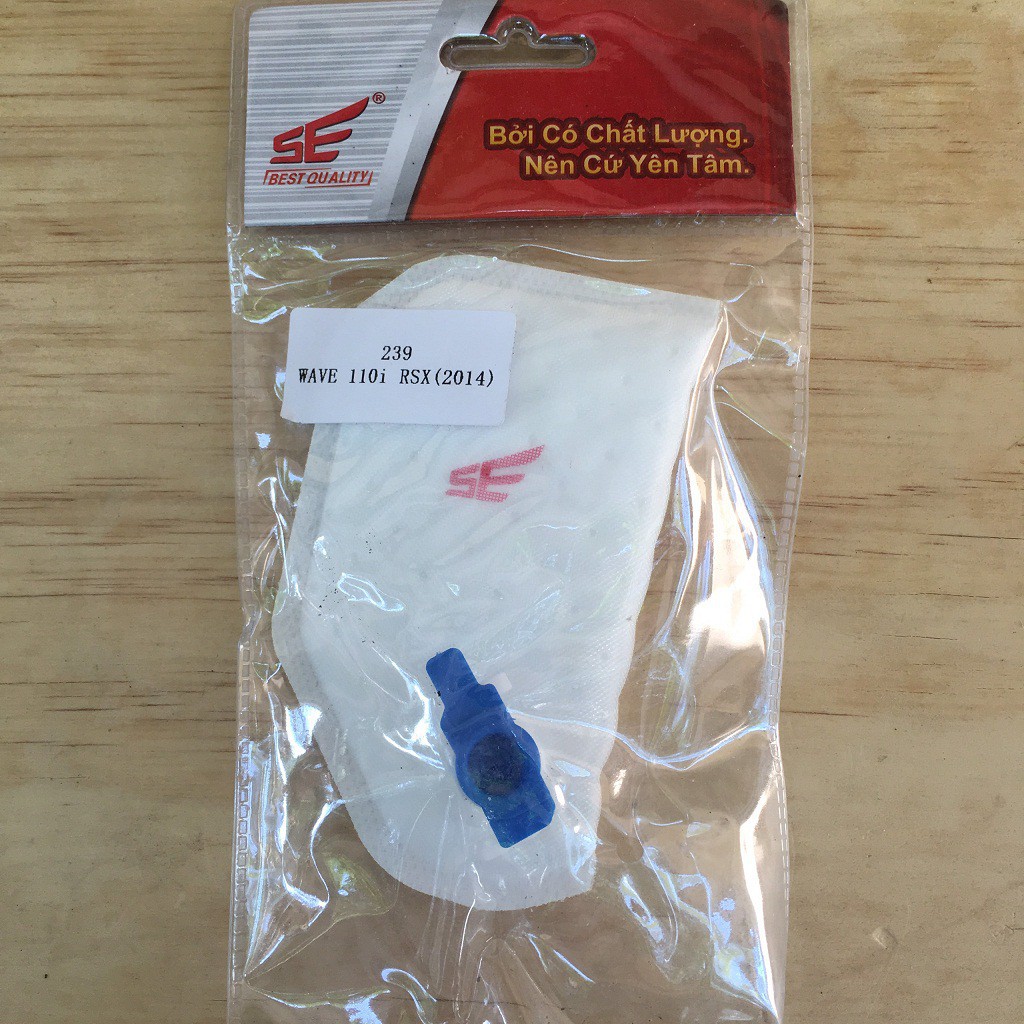 SE®
BEST QUALITY
Bởi Có Chất Lượng.
Nên Cứ Yên Tâm.
239
WAVE 110i RSX(2014)
SE